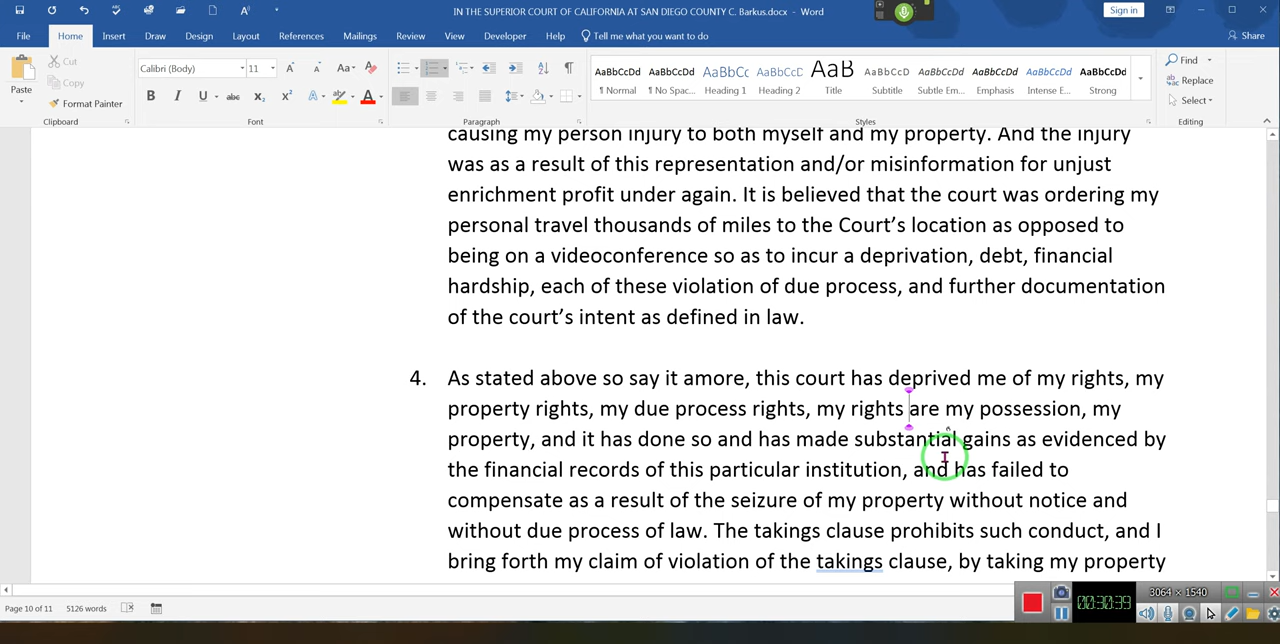 IN THE SUPERIOR COURT OF CALIFORNIA AT SAN DIEGO COUNTY C. Barkus.docx - Word
Sign in
File Home Insert Draw Design Layout References Mailings Review View Developer Help Tell me what you want to do Share
Paste
Cut
Copy
Format Painter
Clipboard
Calibri (Body) 11
Font
Paragraph
AaBbCcDd AaBbCcDd AaBbCc AaBbCcD AaB AaBbCcD AaBbCcDd AaBbCcDd AaBbCcDd AaBbCcDd
¶ Normal ¶ No Spac... Heading 1 Heading 2 Title Subtitle Subtle Em... Emphasis Intense E... Strong
Styles
Find
Replace
Select
Editing
causing my person injury to both myself and my property. And the injury
was as a result of this representation and/or misinformation for unjust
enrichment profit under again. It is believed that the court was ordering my
personal travel thousands of miles to the Court's location as opposed to
being on a videoconference so as to incur a deprivation, debt, financial
hardship, each of these violation of due process, and further documentation
of the court's intent as defined in law.
4. As stated above so say it amore, this court has deprived me of my rights, my
property rights, my due process rights, my rights are my possession, my
property, and it has done so and has made substantial gains as evidenced by
the financial records of this particular institution, and has failed to
compensate as a result of the seizure of my property without notice and
without due process of law. The takings clause prohibits such conduct, and I
bring forth my claim of violation of the takings clause, by taking my property
Page 10 of 11 5126 words
00:30:39
3064 × 1540